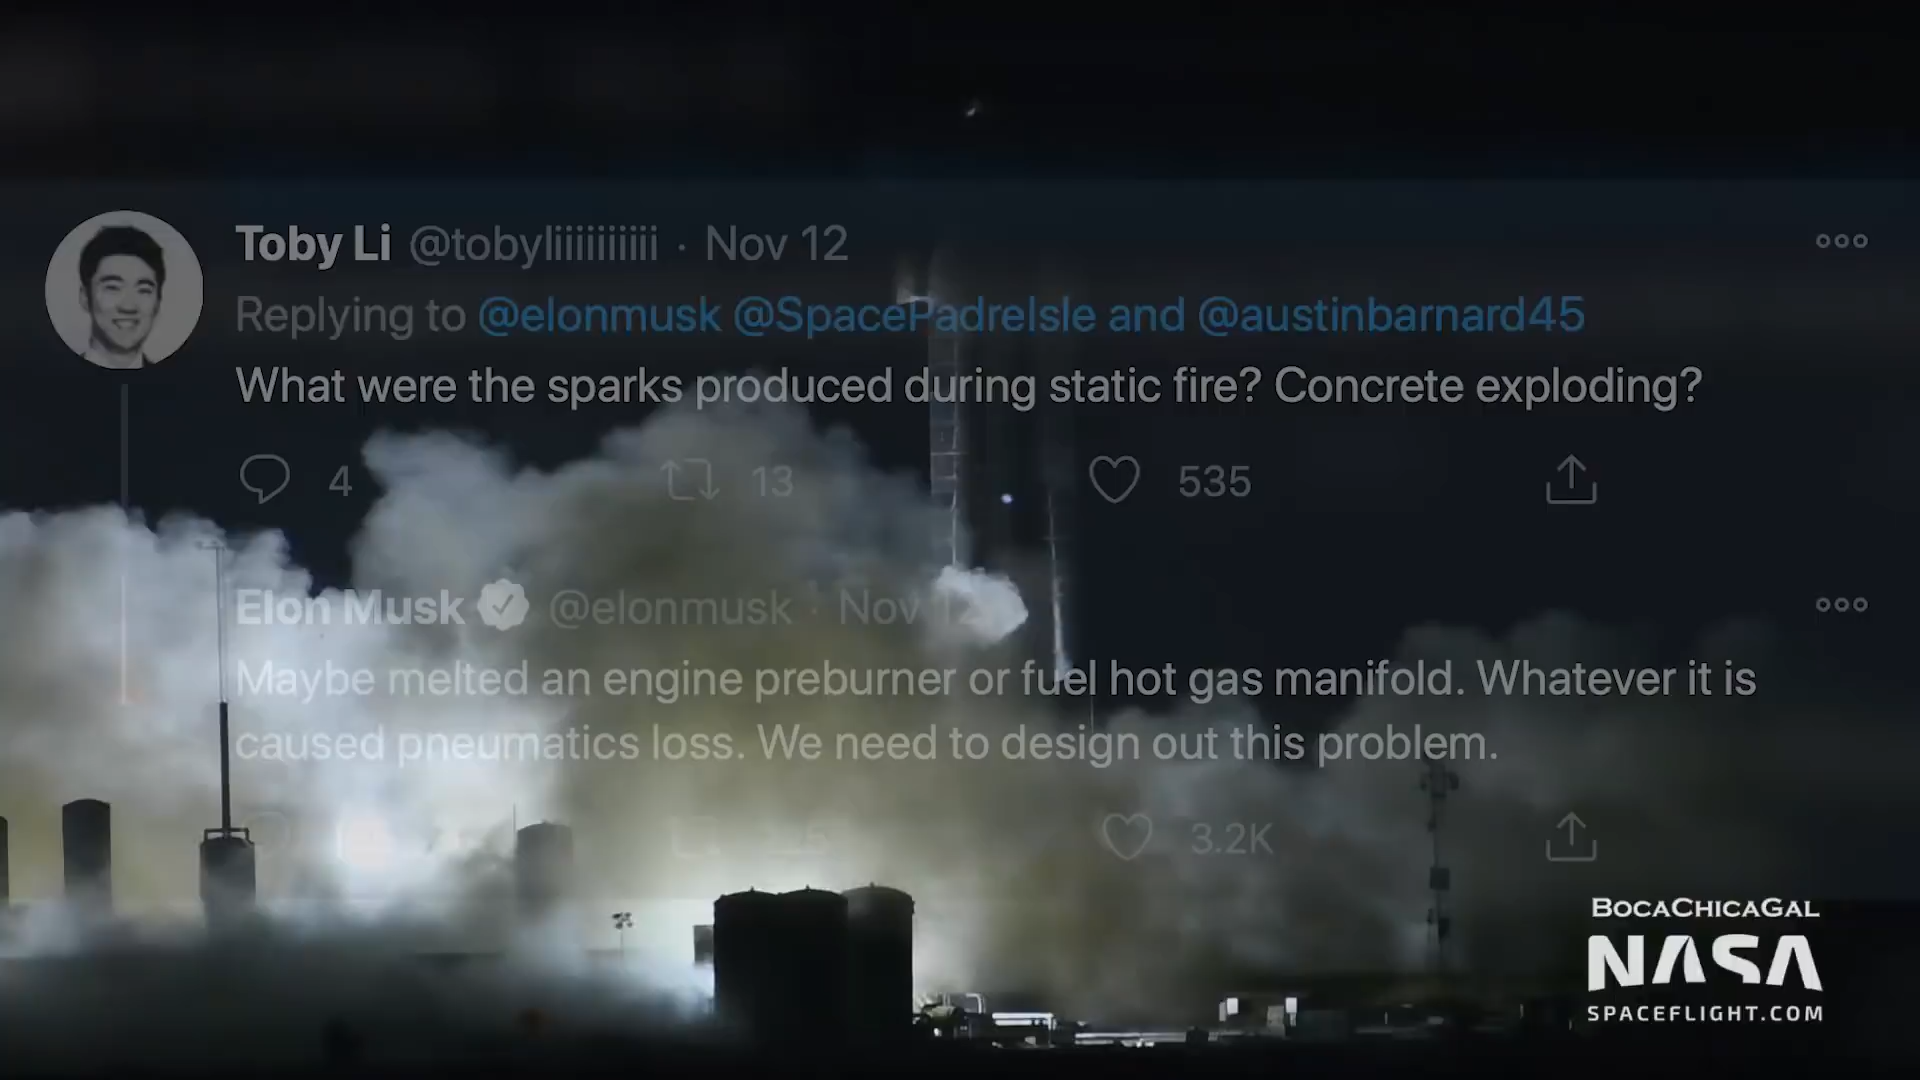 Toby Li @tobyliiiiiiiiii · Nov 12
Replying to @elonmusk @SpacePadreIsle and @austinbarnard45
What were the sparks produced during static fire? Concrete exploding?
4 13 535
Elon Musk @elonmusk · Nov 12
Maybe melted an engine preburner or fuel hot gas manifold. Whatever it is
caused pneumatics loss. We need to design out this problem.
3.2K
BOCACHICAGAL
NASA
SPACEFLIGHT.COM